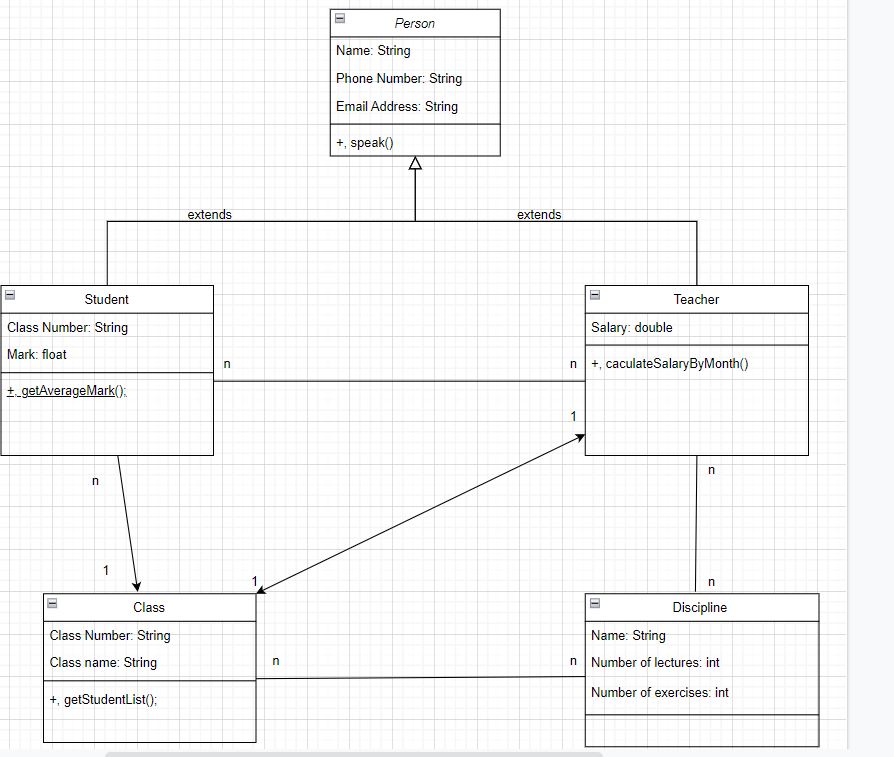 Person
Name: String
Phone Number: String
Email Address: String
+, speak()
extends
extends
Student
Class Number: String
Mark: float
+, getAverageMark();
Teacher
Salary: double
+, caculateSalaryByMonth()
n
n
1
n
1
1
n
n
Class
Class Number: String
Class name: String
+, getStudentList();
n
n
Discipline
Name: String
Number of lectures: int
Number of exercises: int